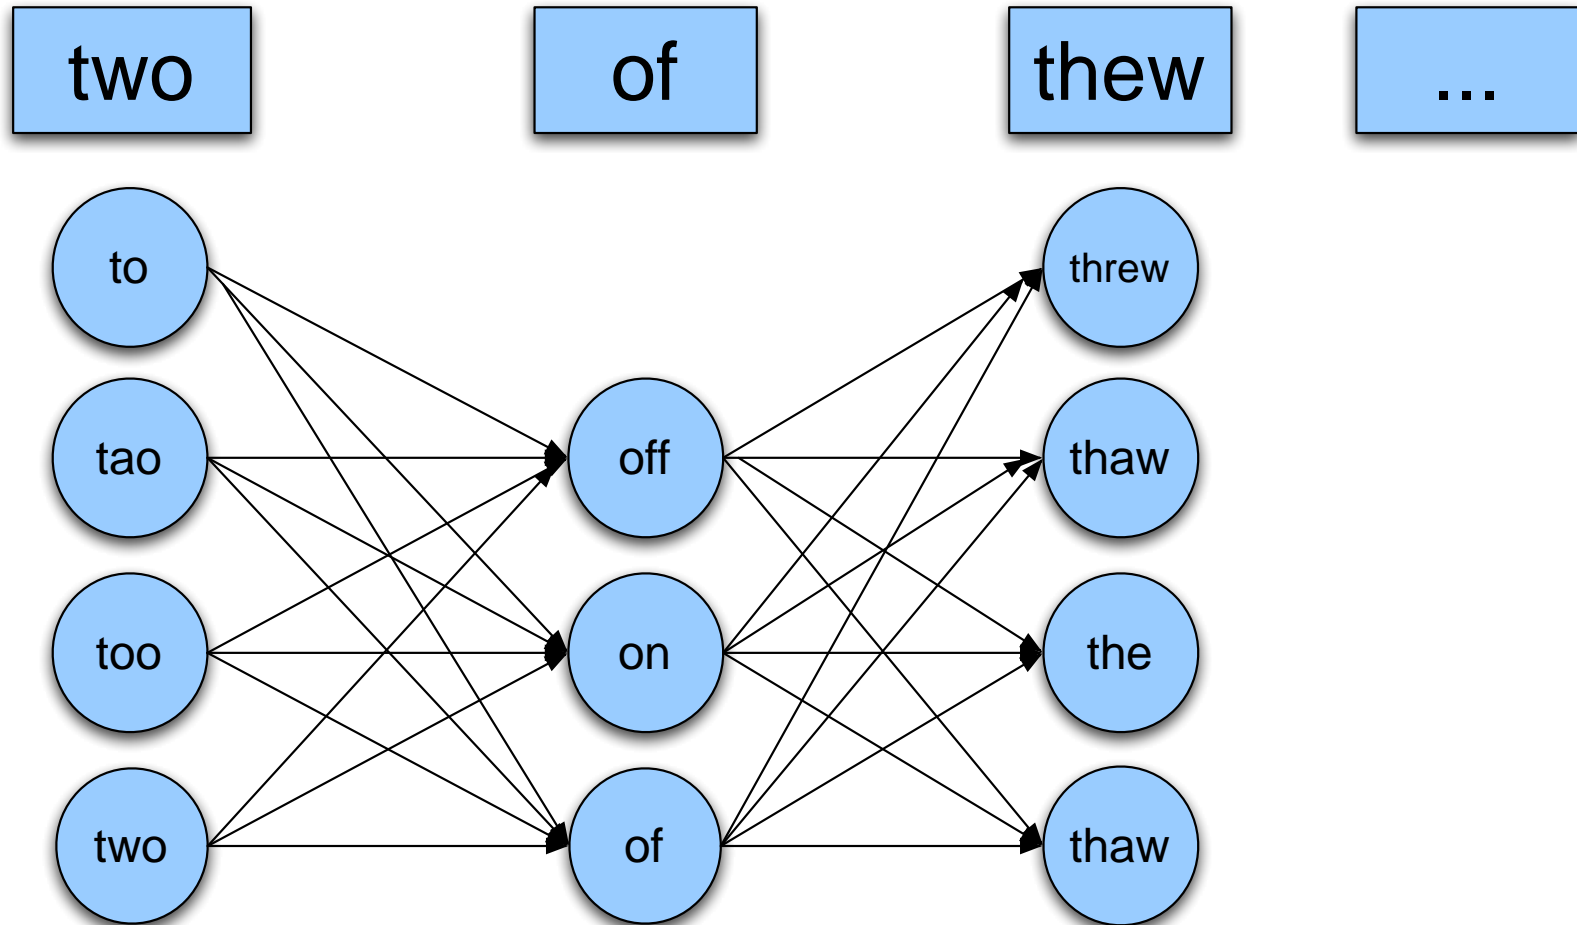 two of thew ...
to threw
tao off thaw
too on the
two of thaw